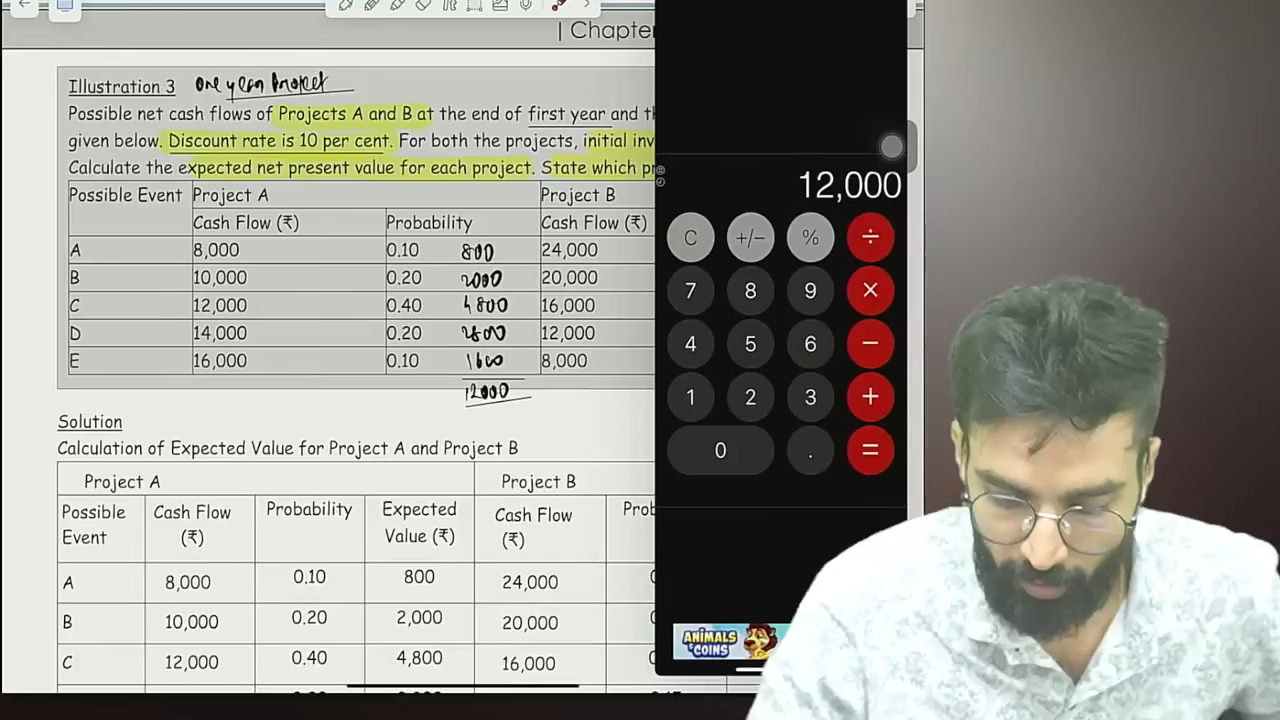 | Chapter
Illustration 3 One year Project
Possible net cash flows of Projects A and B at the end of first year and th
given below. Discount rate is 10 per cent. For both the projects, initial inv
Calculate the expected net present value for each project. State which pr
Possible Event Project A Project B
Cash Flow (₹) Probability Cash Flow (₹)
A 8,000 0.10 800 24,000
B 10,000 0.20 2000 20,000
C 12,000 0.40 4800 16,000
D 14,000 0.20 2800 12,000
E 16,000 0.10 1600 8,000
12000
Solution
Calculation of Expected Value for Project A and Project B
Project A Project B
Possible Event Cash Flow (₹) Probability Expected Value (₹) Cash Flow (₹) Prob
A 8,000 0.10 800 24,000
B 10,000 0.20 2,000 20,000
C 12,000 0.40 4,800 16,000
12,000
C +/− % ÷
7 8 9 ×
4 5 6 −
1 2 3 +
0 . =
ANIMALS & COINS